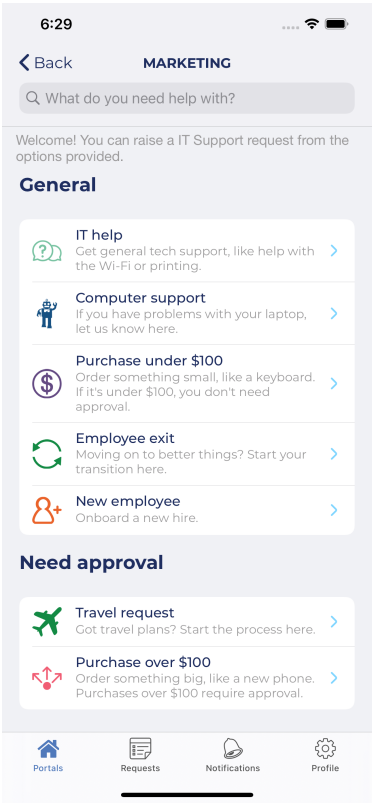 6:29
Back
MARKETING
What do you need help with?
Welcome! You can raise a IT Support request from the
options provided.
General
IT help
Get general tech support, like help with
the Wi-Fi or printing.
Computer support
If you have problems with your laptop,
let us know here.
Purchase under $100
Order something small, like a keyboard.
If it's under $100, you don't need
approval.
Employee exit
Moving on to better things? Start your
transition here.
New employee
Onboard a new hire.
Need approval
Travel request
Got travel plans? Start the process here.
Purchase over $100
Order something big, like a new phone.
Purchases over $100 require approval.
Portals
Requests
Notifications
Profile